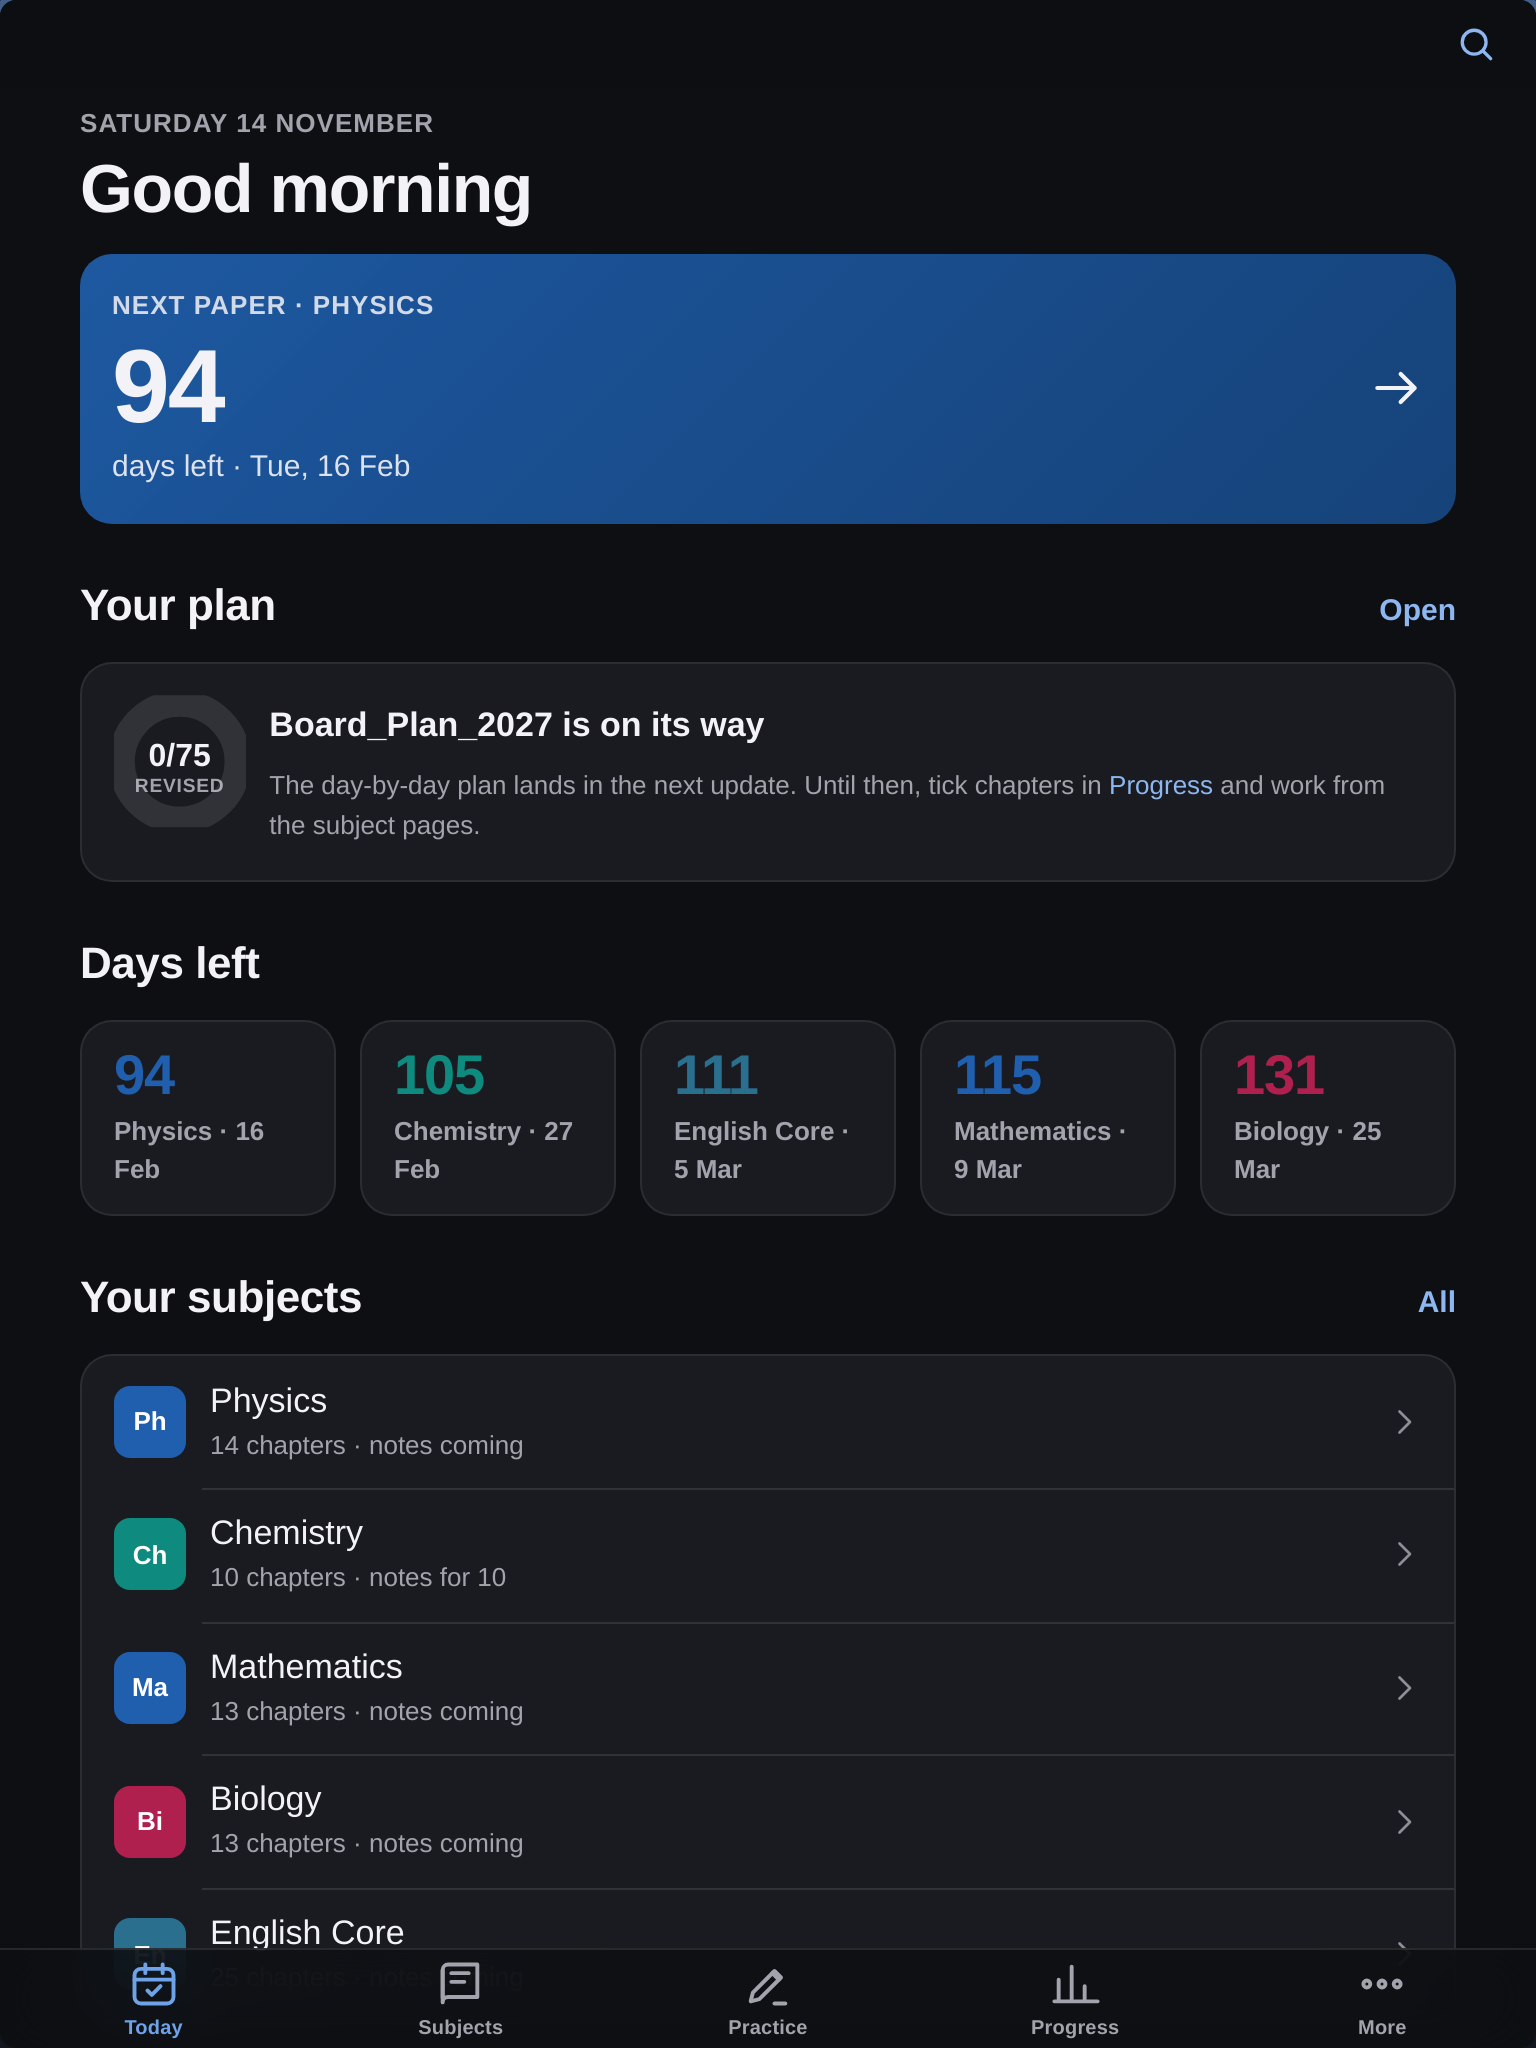 SATURDAY 14 NOVEMBER
Good morning
NEXT PAPER · PHYSICS
94
days left · Tue, 16 Feb
Your plan
Open
0/75
REVISED
Board_Plan_2027 is on its way
The day-by-day plan lands in the next update. Until then, tick chapters in Progress and work from
the subject pages.
Days left
94
Physics · 16
Feb
105
Chemistry · 27
Feb
111
English Core ·
5 Mar
115
Mathematics ·
9 Mar
131
Biology · 25
Mar
Your subjects
All
Ph
Physics
14 chapters · notes coming
Ch
Chemistry
10 chapters · notes for 10
Ma
Mathematics
13 chapters · notes coming
Bi
Biology
13 chapters · notes coming
En
English Core
25 chapters · notes coming
Today
Subjects
Practice
Progress
More